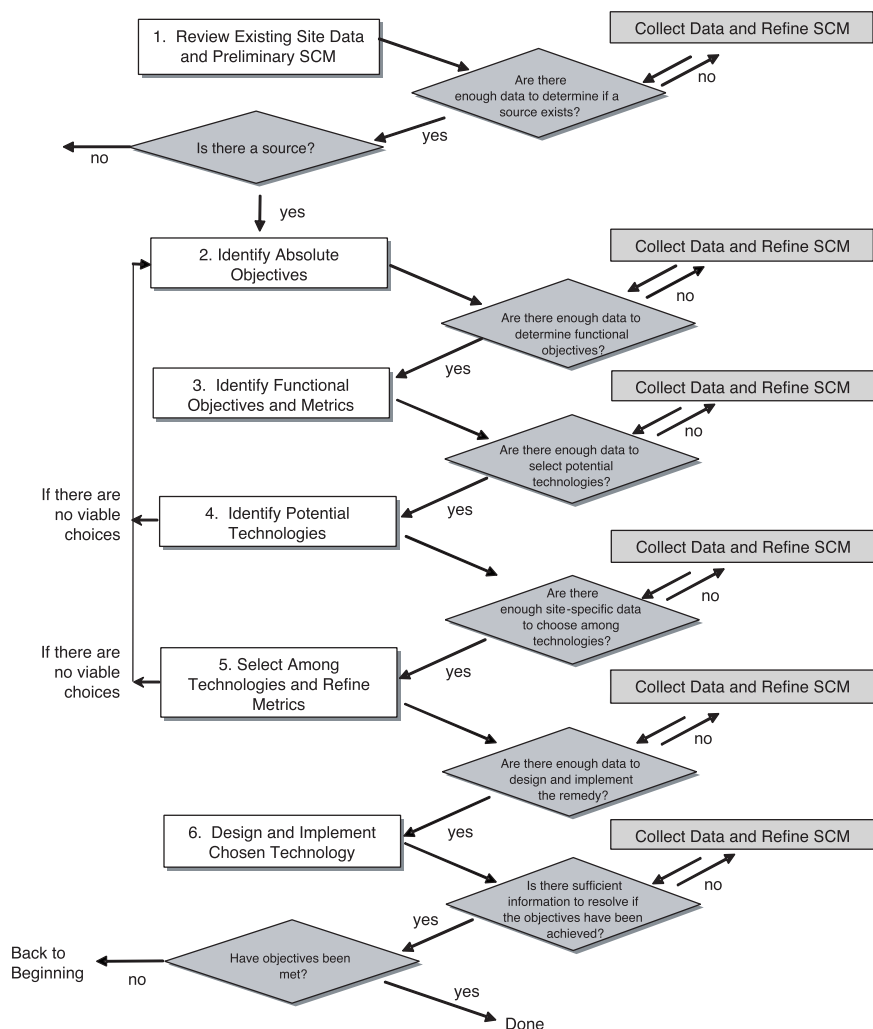 1. Review Existing Site Data
and Preliminary SCM
Collect Data and Refine SCM
Are there
enough data to determine if a
source exists?
no
yes
Is there a source?
no
yes
2. Identify Absolute
Objectives
Collect Data and Refine SCM
no
Are there enough data to
determine functional
objectives?
yes
3. Identify Functional
Objectives and Metrics
Collect Data and Refine SCM
no
Are there enough data to
select potential
technologies?
yes
If there are
no viable
choices
4. Identify Potential
Technologies
Collect Data and Refine SCM
no
Are there
enough site-specific data
to choose among
technologies?
yes
If there are
no viable
choices
5. Select Among
Technologies and Refine
Metrics
Collect Data and Refine SCM
no
Are there enough data to
design and implement
the remedy?
yes
6. Design and Implement
Chosen Technology
Collect Data and Refine SCM
no
Is there sufficient
information to resolve if
the objectives have been
achieved?
yes
Have objectives been
met?
Back to
Beginning
no
yes
Done